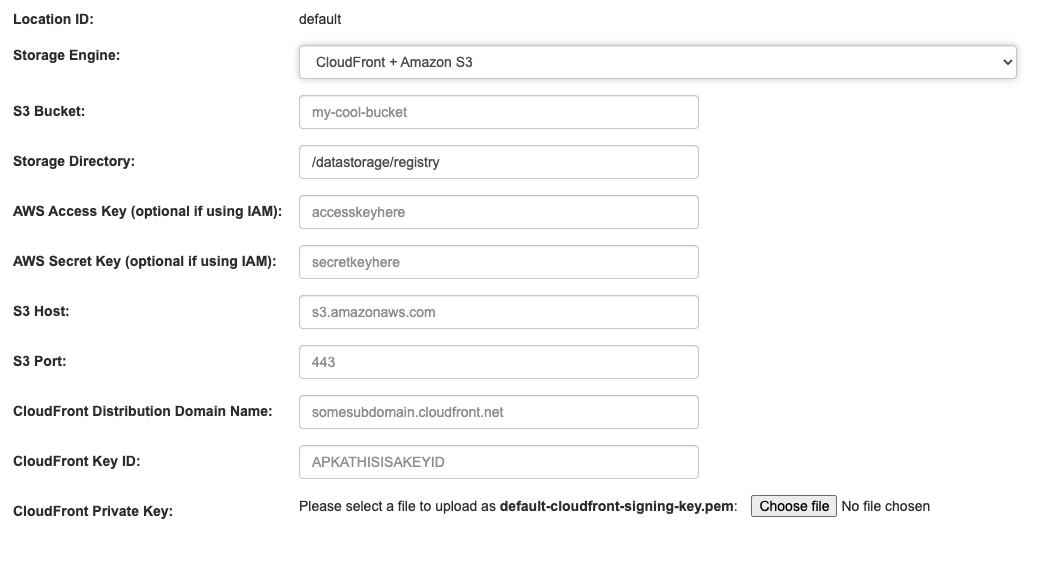 Location ID: default
Storage Engine: CloudFront + Amazon S3
S3 Bucket: my-cool-bucket
Storage Directory: /datastorage/registry
AWS Access Key (optional if using IAM): accesskeyhere
AWS Secret Key (optional if using IAM): secretkeyhere
S3 Host: s3.amazonaws.com
S3 Port: 443
CloudFront Distribution Domain Name: somesubdomain.cloudfront.net
CloudFront Key ID: APKATHISISAKEYID
CloudFront Private Key: Please select a file to upload as default-cloudfront-signing-key.pem: Choose file No file chosen